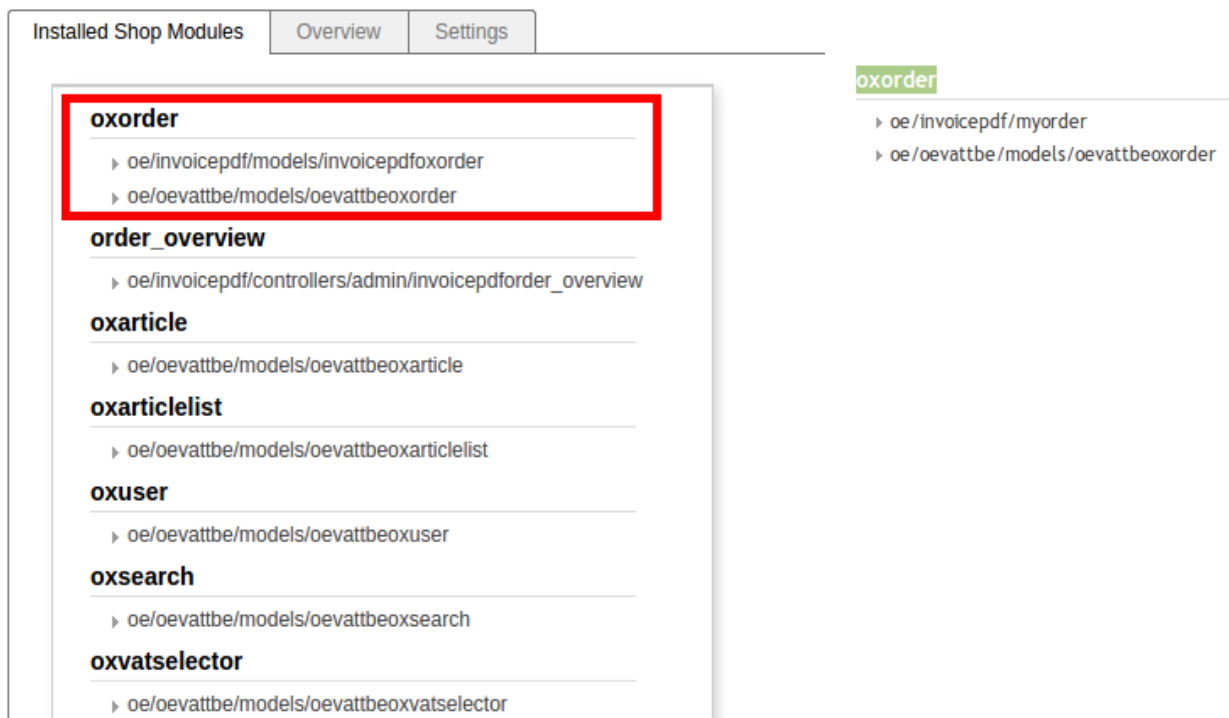 Installed Shop Modules
Overview
Settings
oxorder
oe/invoicepdf/models/invoicepdfoxorder
oe/oevattbe/models/oevattbeoxorder
order_overview
oe/invoicepdf/controllers/admin/invoicepdforder_overview
oxarticle
oe/oevattbe/models/oevattbeoxarticle
oxarticlelist
oe/oevattbe/models/oevattbeoxarticlelist
oxuser
oe/oevattbe/models/oevattbeoxuser
oxsearch
oe/oevattbe/models/oevattbeoxsearch
oxvatselector
oe/oevattbe/models/oevattbeoxvatselector
oxorder
oe/invoicepdf/myorder
oe/oevattbe/models/oevattbeoxorder